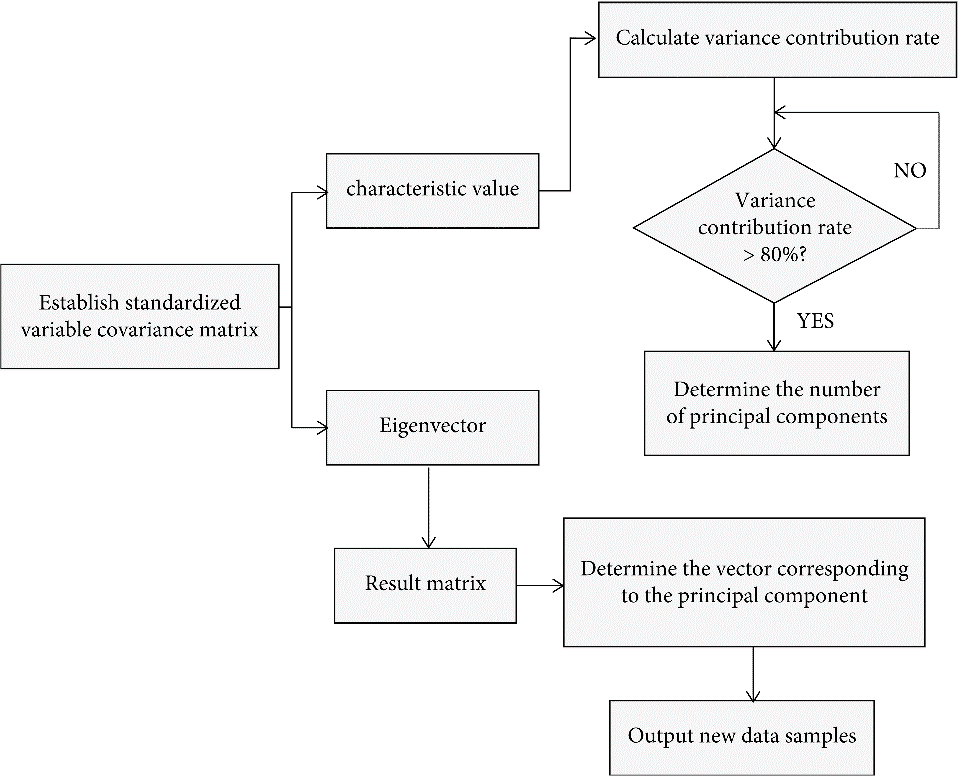 Calculate variance contribution rate
NO
characteristic value
Variance
contribution rate
> 80%?
Establish standardized
variable covariance matrix
YES
Determine the number
of principal components
Eigenvector
Result matrix
Determine the vector corresponding
to the principal component
Output new data samples